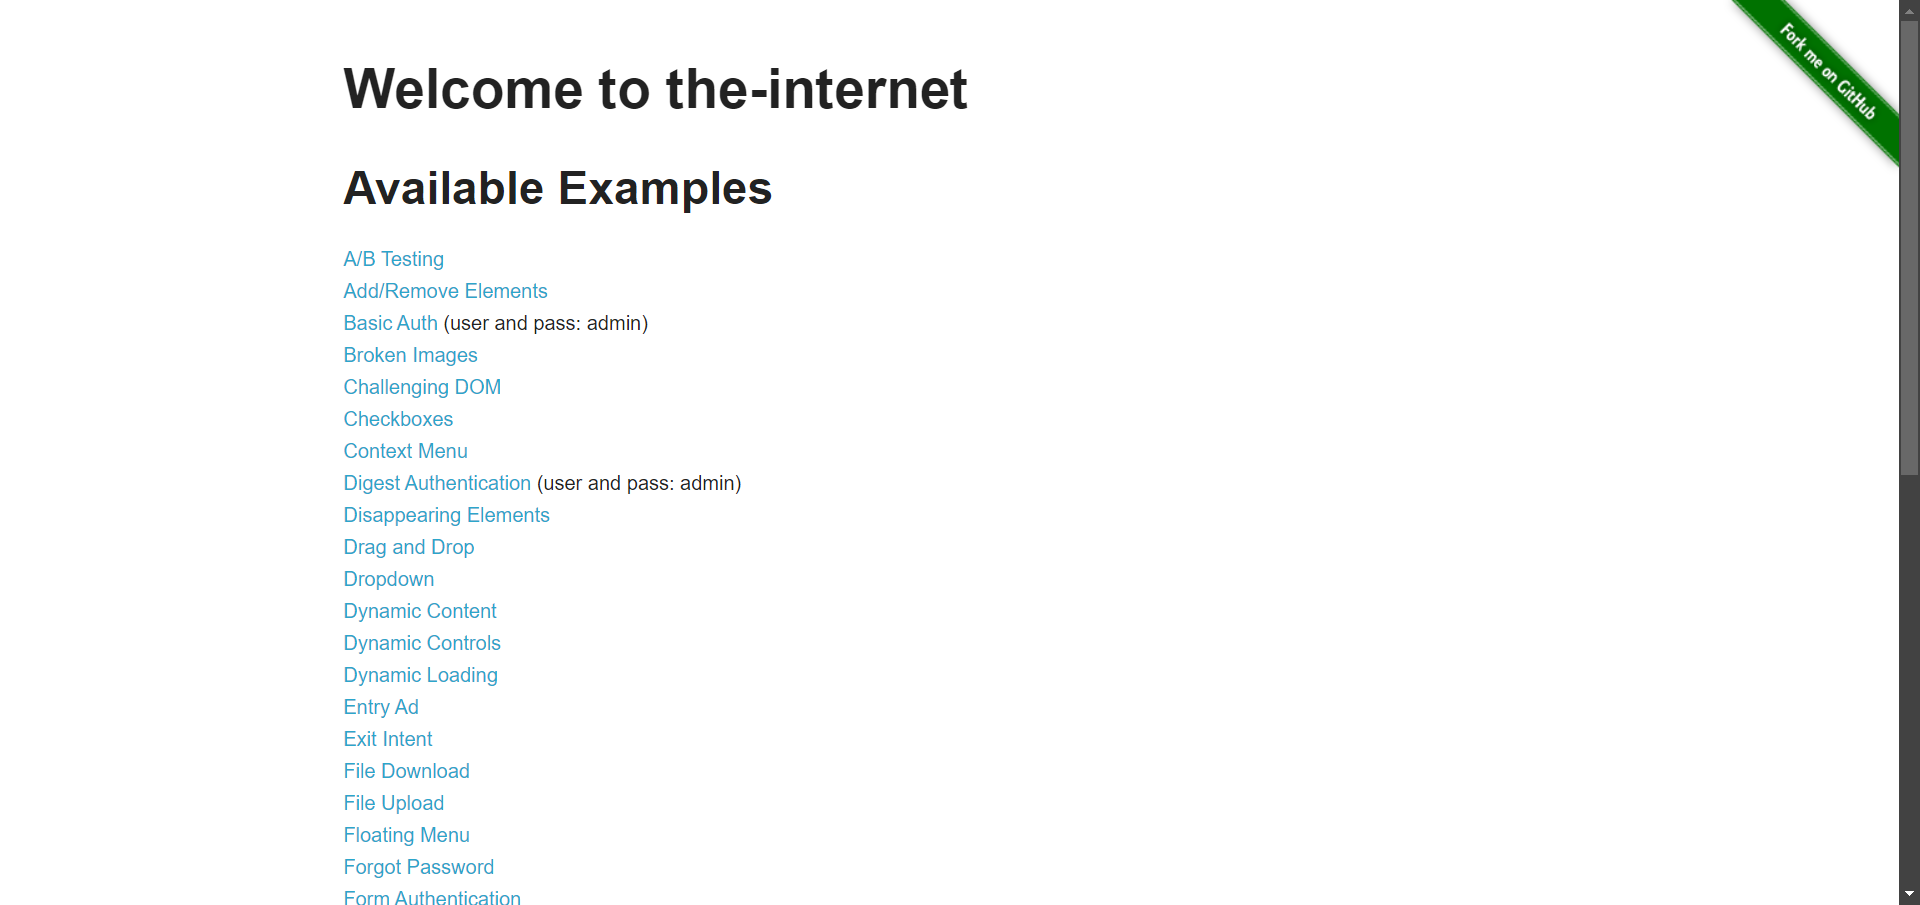 Fork me on GitHub
Welcome to the-internet
Available Examples
A/B Testing
Add/Remove Elements
Basic Auth (user and pass: admin)
Broken Images
Challenging DOM
Checkboxes
Context Menu
Digest Authentication (user and pass: admin)
Disappearing Elements
Drag and Drop
Dropdown
Dynamic Content
Dynamic Controls
Dynamic Loading
Entry Ad
Exit Intent
File Download
File Upload
Floating Menu
Forgot Password
Form Authentication